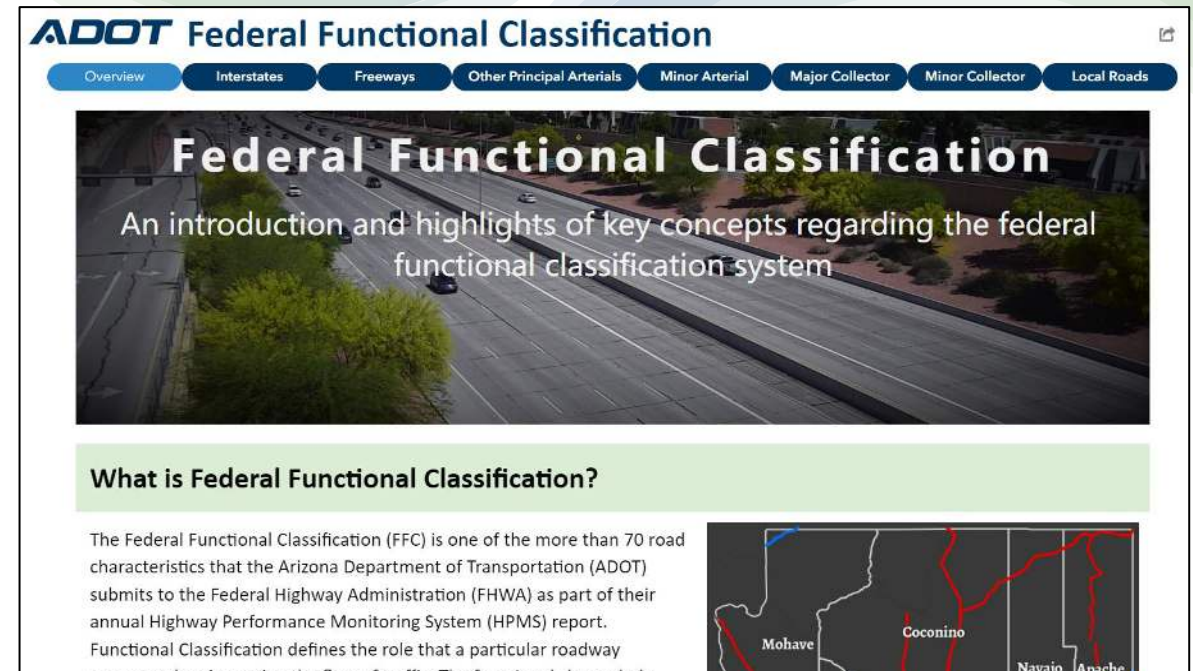 ADOT Federal Functional Classification
Overview Interstates Freeways Other Principal Arterials Minor Arterial Major Collector Minor Collector Local Roads
Federal Functional Classification
An introduction and highlights of key concepts regarding the federal
functional classification system
What is Federal Functional Classification?
The Federal Functional Classification (FFC) is one of the more than 70 road
characteristics that the Arizona Department of Transportation (ADOT)
submits to the Federal Highway Administration (FHWA) as part of their
annual Highway Performance Monitoring System (HPMS) report.
Functional Classification defines the role that a particular roadway
Mohave
Coconino
Navajo
Apache